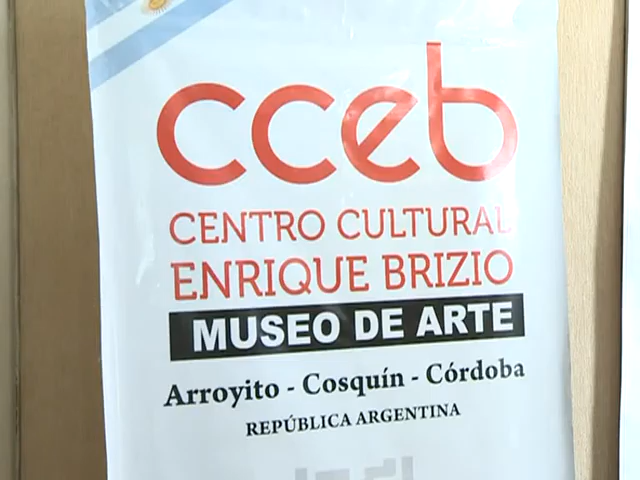 cceb
CENTRO CULTURAL
ENRIQUE BRIZIO
MUSEO DE ARTE
Arroyito - Cosquín - Córdoba
REPÚBLICA ARGENTINA